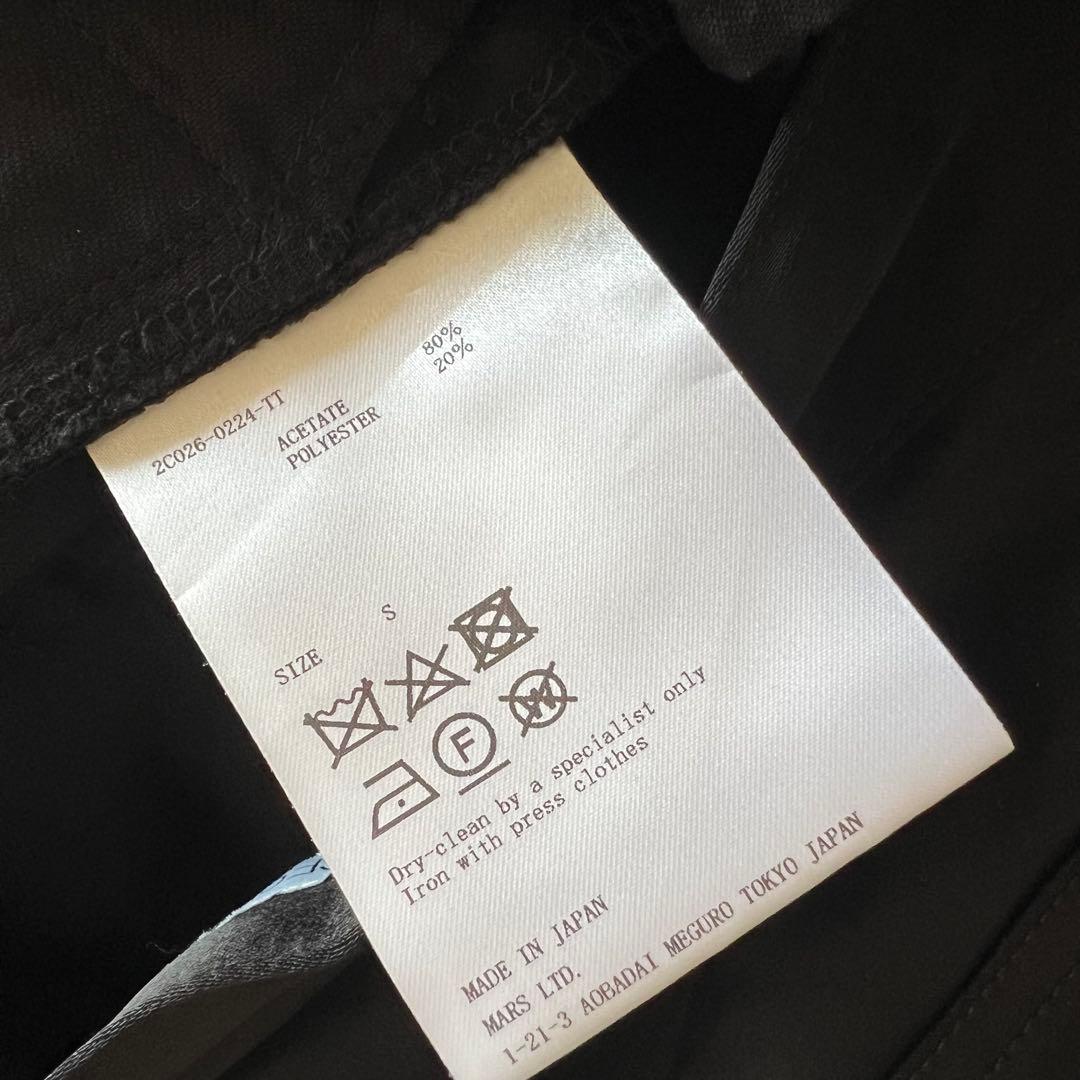 2C026-0224-TT
ACETATE 80%
POLYESTER 20%
SIZE S
F
W
Dry-clean by a specialist only
Iron with press clothes
MADE IN JAPAN
MARS LTD.
1-21-3 AOBADAI MEGURO TOKYO JAPAN